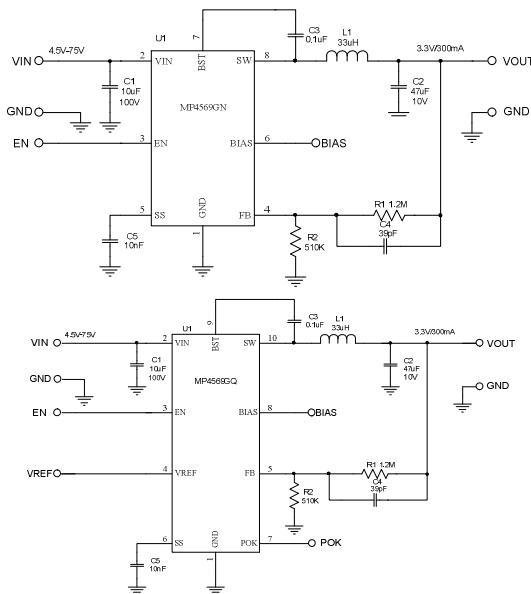 U1
7
C3
0.1uF
L1
33uH
3.3V/300mA
4.5V-75V
VIN
2
VIN
BST
SW
8
VOUT
C1
10uF
100V
C2
47uF
10V
MP4569GN
GND
GND
EN
3
EN
BIAS
6
BIAS
5
SS
GND
FB
4
R1 1.2M
C4
39pF
C5
10nF
1
R2
510K
U1
9
C3
0.1uF
L1
33uH
3.3V/300mA
4.5V-75V
VIN
2
VIN
BST
SW
10
VOUT
C1
10uF
100V
C2
47uF
10V
MP4569GQ
GND
GND
EN
3
EN
BIAS
8
BIAS
VREF
4
VREF
FB
5
R1 1.2M
C4
39pF
R2
510K
6
SS
GND
POK
7
POK
C5
10nF
1